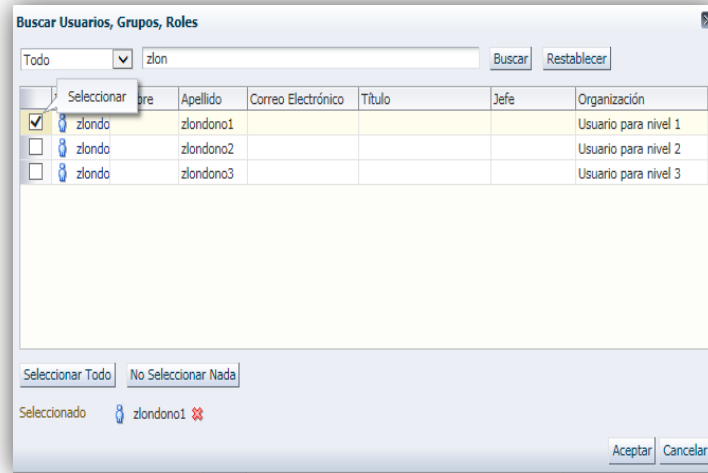 Buscar Usuarios, Grupos, Roles
Todo zlon Buscar Restablecer
Seleccionar Apellido Correo Electrónico Título Jefe Organización
zlondo zlondono1 Usuario para nivel 1
zlondo zlondono2 Usuario para nivel 2
zlondo zlondono3 Usuario para nivel 3
Seleccionar Todo No Seleccionar Nada
Seleccionado zlondono1
Aceptar Cancelar